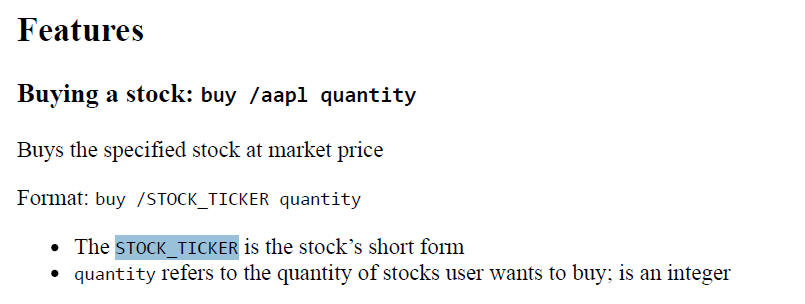 Features
Buying a stock: buy /aapl quantity
Buys the specified stock at market price
Format: buy /STOCK_TICKER quantity
• The STOCK_TICKER is the stock’s short form
• quantity refers to the quantity of stocks user wants to buy; is an integer